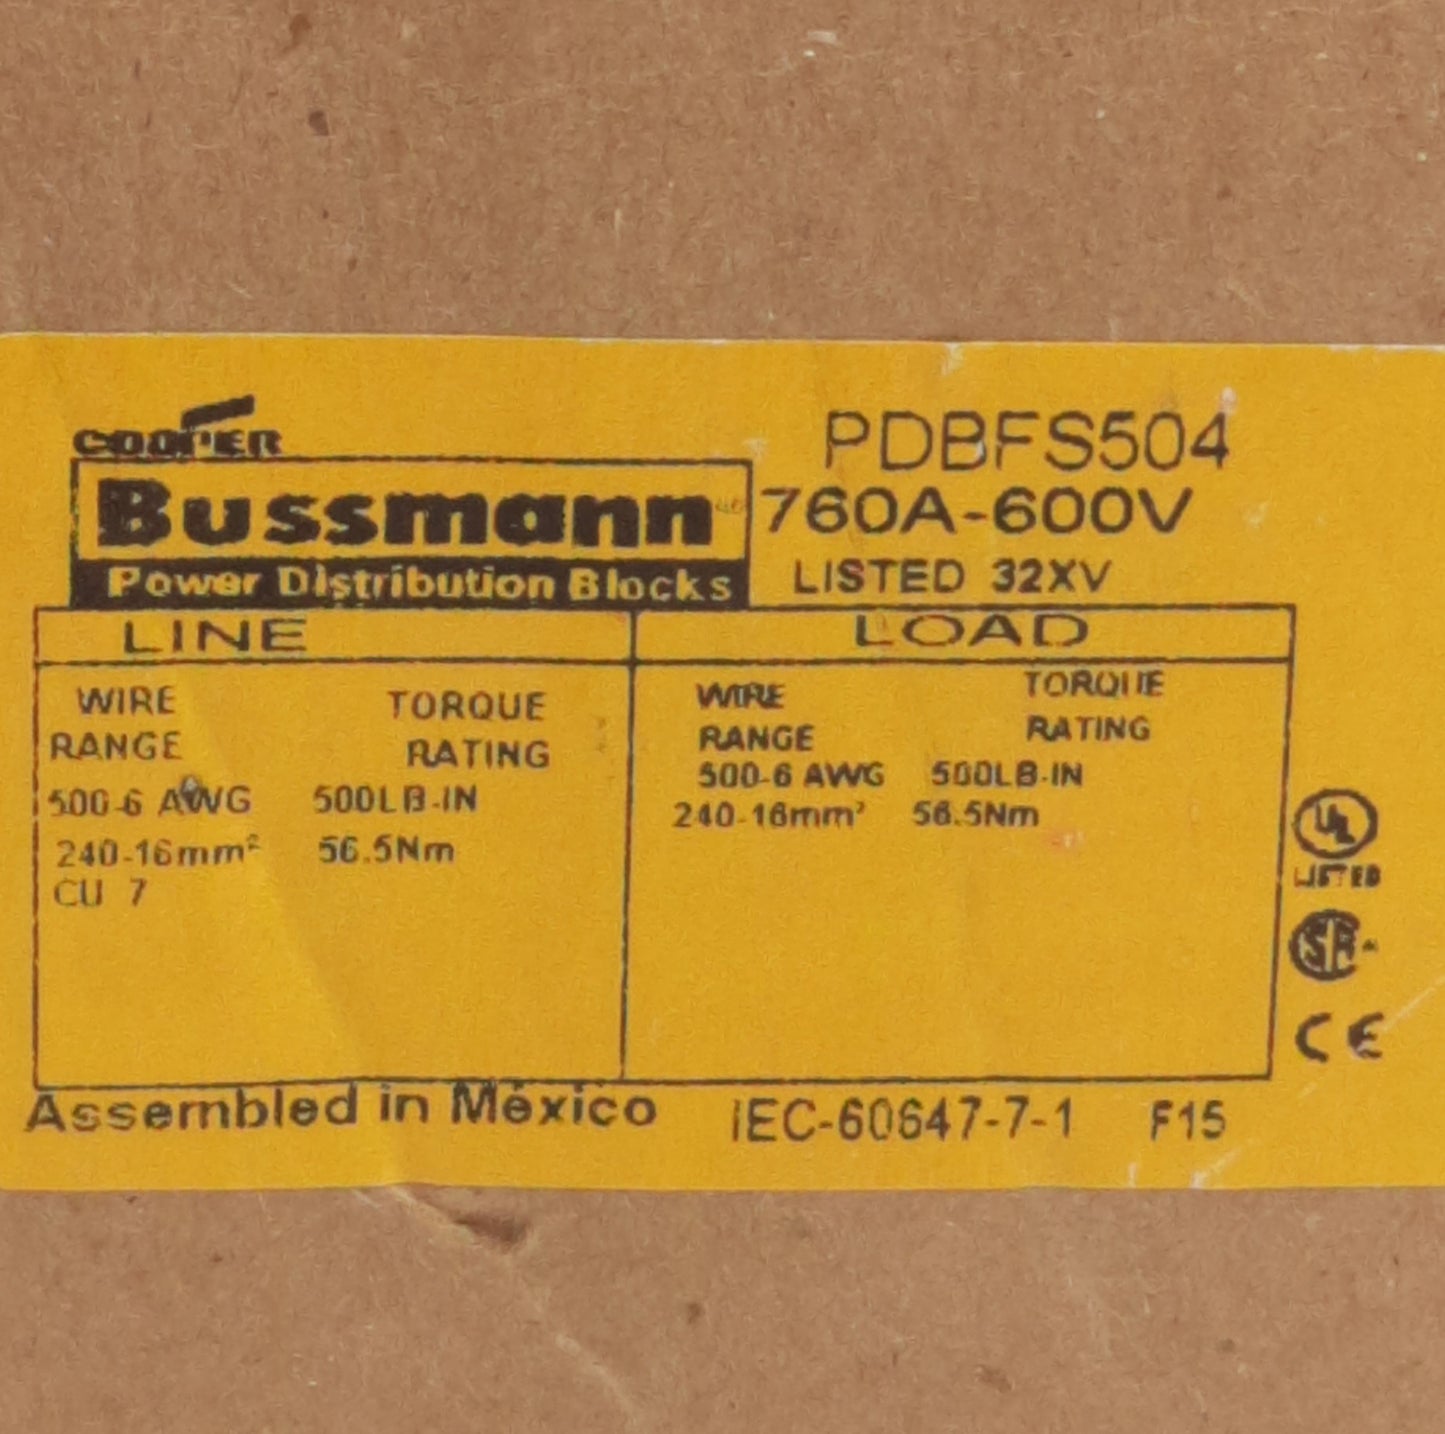 COOPER
Bussmann
Power Distribution Blocks
PDBFS504
760A-600V
LISTED 32XV
LINE
WIRE TORQUE
RANGE RATING
500-6 AWG 500LB-IN
240-16mm² 56.5Nm
CU 7
LOAD
WIRE TORQUE
RANGE RATING
500-6 AWG 500LB-IN
240-16mm² 56.5Nm
UL
LISTED
SA
CE
Assembled in México
IEC-60647-7-1 F15